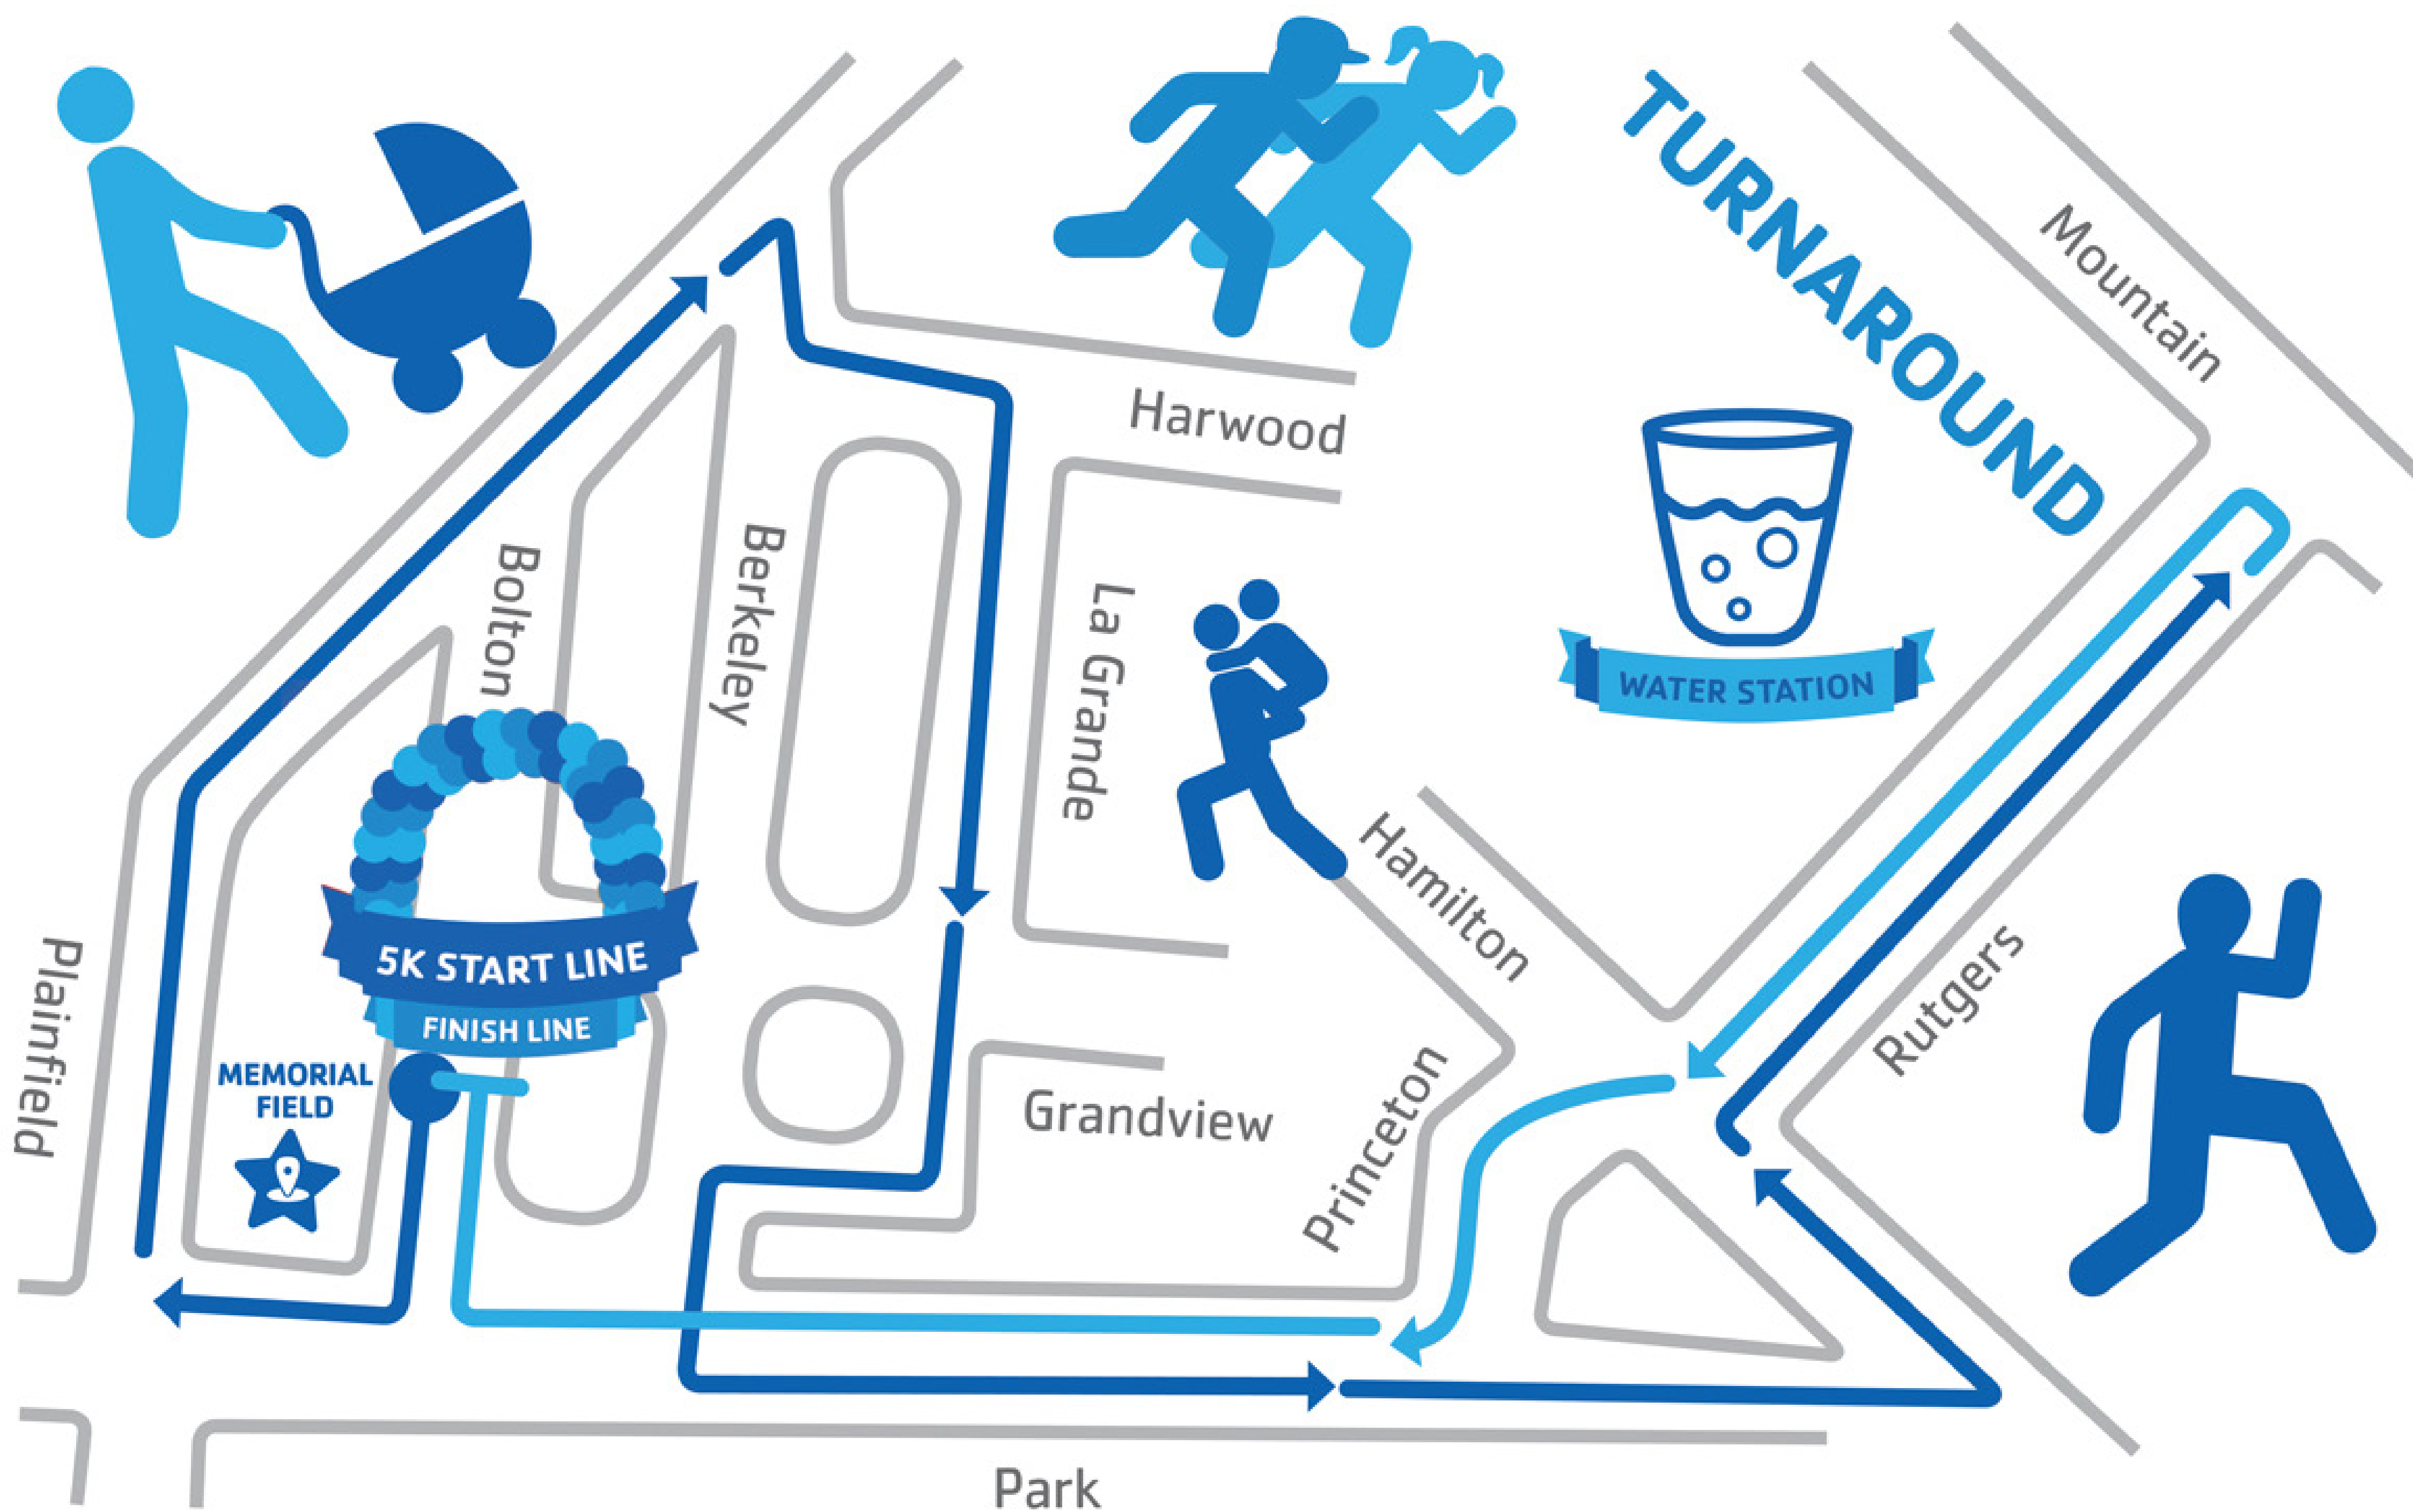 TURNAROUND
Mountain
Harwood
Bolton
Berkeley
La Grande
WATER STATION
Hamilton
Plainfield
5K START LINE
FINISH LINE
MEMORIAL
FIELD
Grandview
Princeton
Rutgers
Park